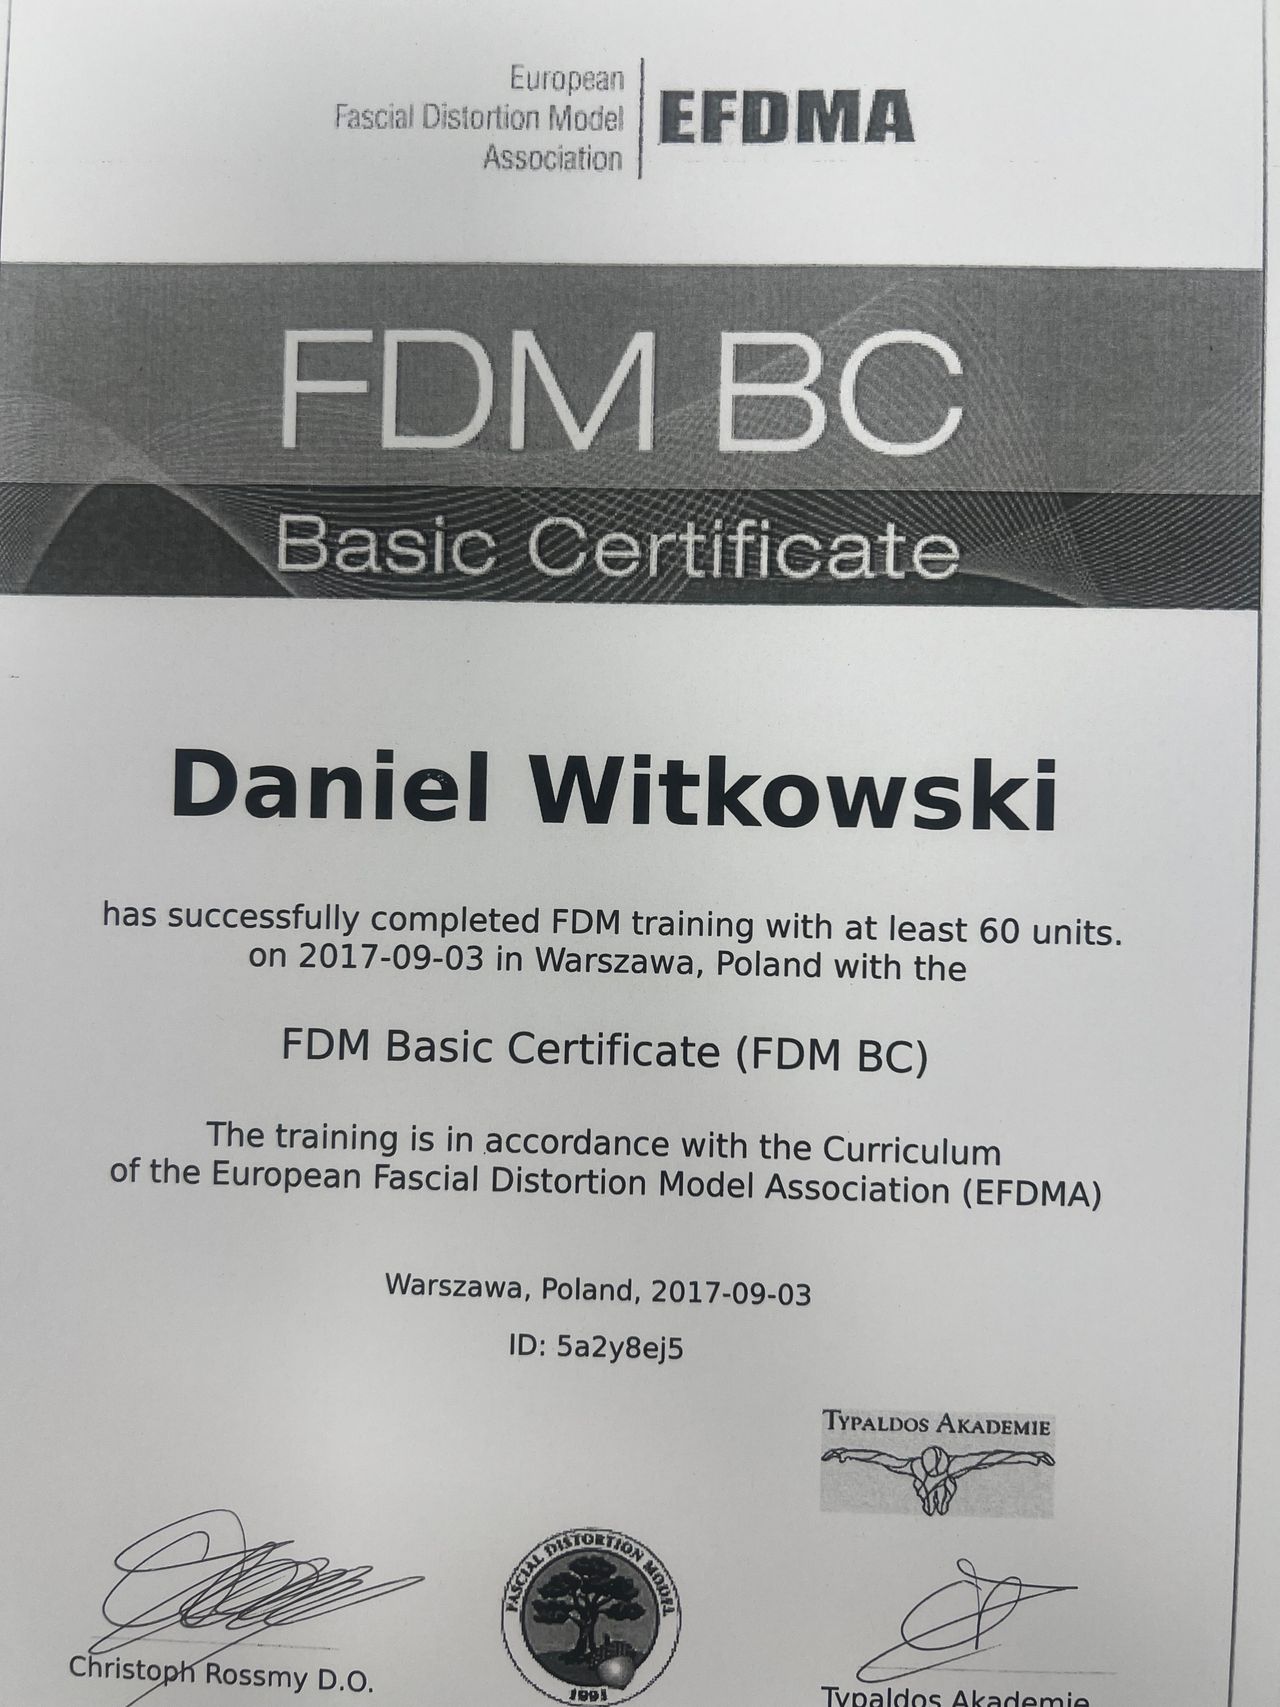 European
Fascial Distortion Model
Association
EFDMA
FDM BC
Basic Certificate
Daniel Witkowski
has successfully completed FDM training with at least 60 units.
on 2017-09-03 in Warszawa, Poland with the
FDM Basic Certificate (FDM BC)
The training is in accordance with the Curriculum
of the European Fascial Distortion Model Association (EFDMA)
Warszawa, Poland, 2017-09-03
ID: 5a2y8ej5
TYPALDOS AKADEMIE
FASCIAL DISTORTION MODEL
1991
Christoph Rossmy D.O.
Typaldos Akademie